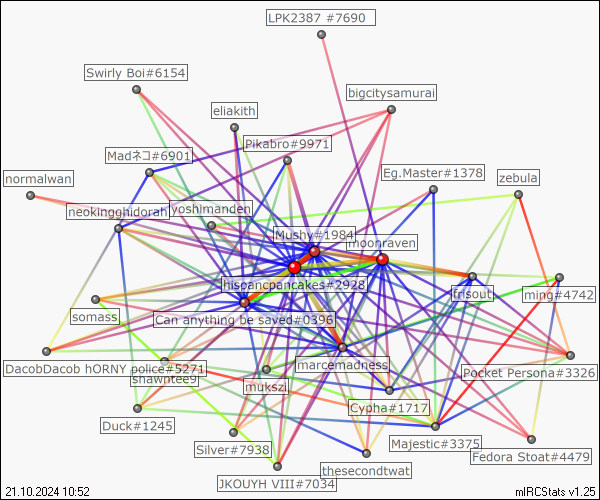 LPK2387 #7690
Swirly Boi#6154
bigcitysamurai
eliakith
Pikabro#9971
Madネコ#6901
Eg.Master#1378
zebula
normalwan
neokingghidorah
yoshimanden
Mushy#1984
moonraven
hispancpancakes#2928
frisout
ming#4742
somass
Can anything be saved#0396
DacobDacob hORNY police#5271
marcemadness
Pocket Persona#3326
shawntee9
mukszi
Cypha#1717
Duck#1245
Majestic#3375
Silver#7938
Fedora Stoat#4479
thesecondtwat
JKOUYH VIII#7034
21.10.2024 10:52
mIRCStats v1.25